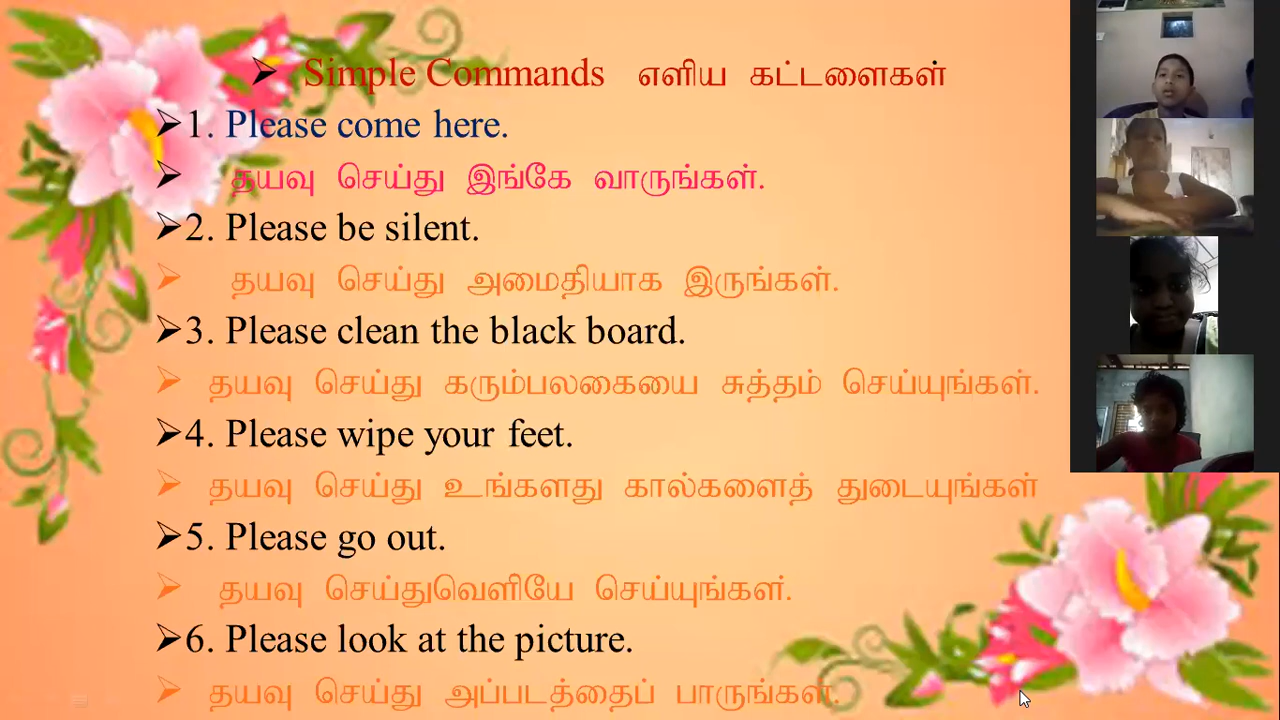 ➢ Simple Commands எளிய கட்டளைகள்
➢1. Please come here.
➢ தயவு செய்து இங்கே வாருங்கள்.
➢2. Please be silent.
➢ தயவு செய்து அமைதியாக இருங்கள்.
➢3. Please clean the black board.
➢ தயவு செய்து கரும்பலகையை சுத்தம் செய்யுங்கள்.
➢4. Please wipe your feet.
➢ தயவு செய்து உங்களது கால்களைத் துடையுங்கள்
➢5. Please go out.
➢ தயவு செய்துவெளியே செய்யுங்கள்.
➢6. Please look at the picture.
➢ தயவு செய்து அப்படத்தைப் பாருங்கள்.